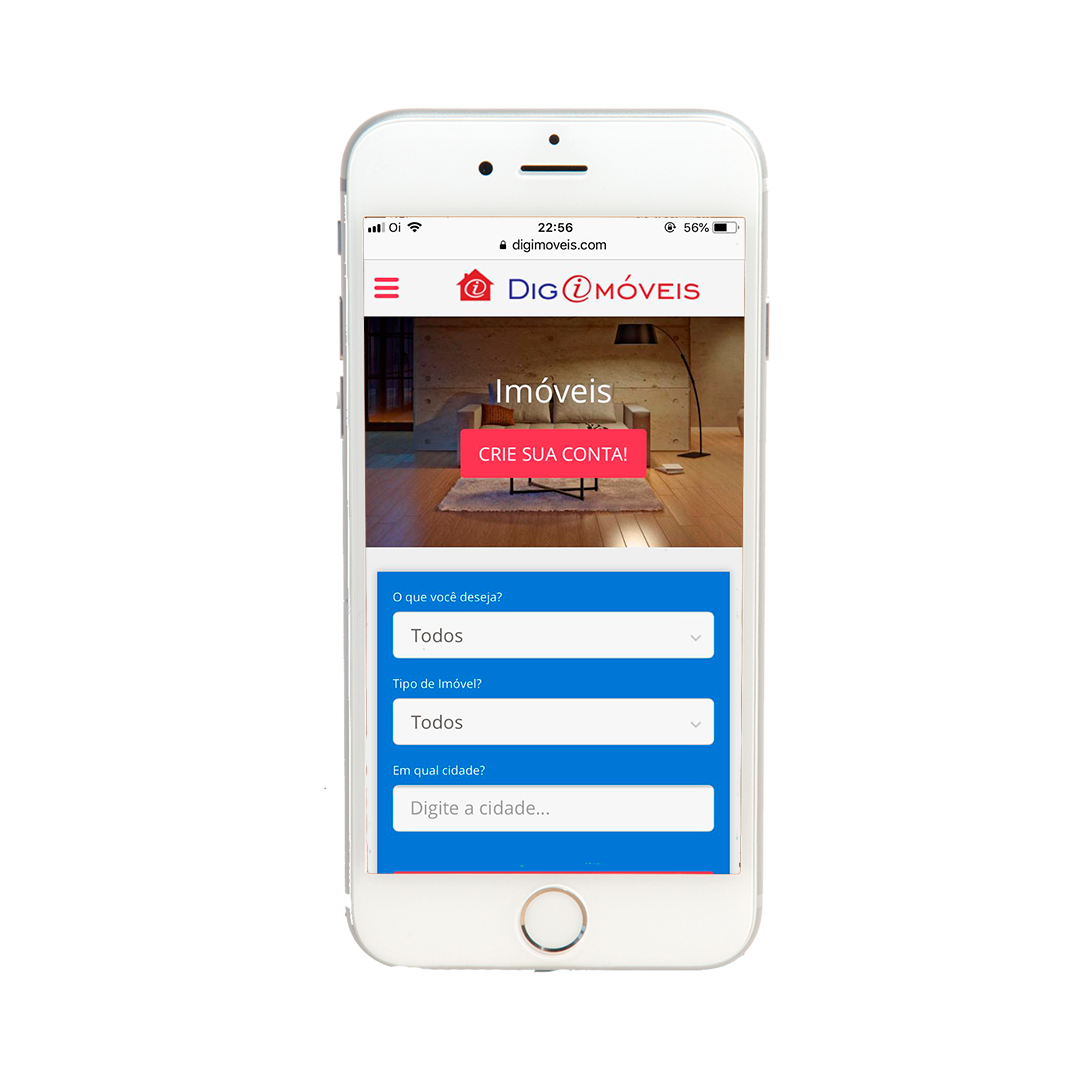 Oi 22:56 56%
digimoveis.com
DIGiMÓVEIS
Imóveis
CRIE SUA CONTA!
O que você deseja?
Todos
Tipo de Imóvel?
Todos
Em qual cidade?
Digite a cidade...